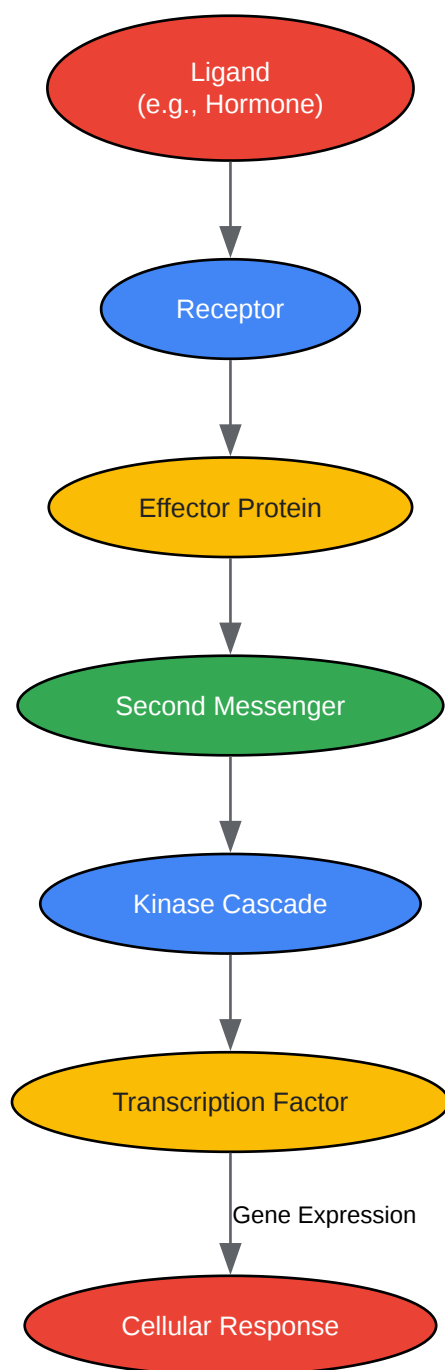 Ligand
(e.g., Hormone)
Receptor
Effector Protein
Second Messenger
Kinase Cascade
Transcription Factor
Gene Expression
Cellular Response